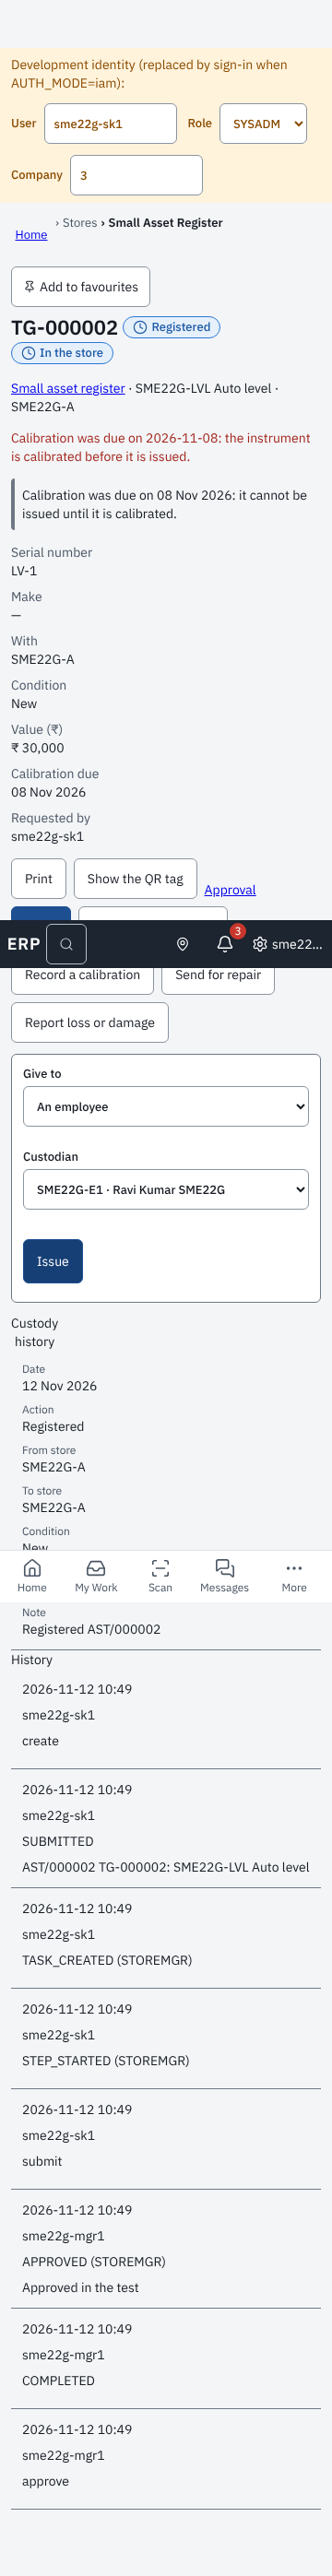 Development identity (replaced by sign-in when
AUTH_MODE=iam):
User sme22g-sk1 Role SYSADM
Company 3
Home › Stores › Small Asset Register
Add to favourites
TG-000002 Registered
In the store
Small asset register · SME22G-LVL Auto level ·
SME22G-A
Calibration was due on 2026-11-08: the instrument
is calibrated before it is issued.
Calibration was due on 08 Nov 2026: it cannot be
issued until it is calibrated.
Serial number
LV-1
Make
—
With
SME22G-A
Condition
New
Value (₹)
₹ 30,000
Calibration due
08 Nov 2026
Requested by
sme22g-sk1
Print Show the QR tag Approval
ERP 3 sme22...
Record a calibration Send for repair
Report loss or damage
Give to
An employee
Custodian
SME22G-E1 · Ravi Kumar SME22G
Issue
Custody
history
Date
12 Nov 2026
Action
Registered
From store
SME22G-A
To store
SME22G-A
Condition
New
Home My Work Scan Messages More
Note
Registered AST/000002
History
2026-11-12 10:49
sme22g-sk1
create
2026-11-12 10:49
sme22g-sk1
SUBMITTED
AST/000002 TG-000002: SME22G-LVL Auto level
2026-11-12 10:49
sme22g-sk1
TASK_CREATED (STOREMGR)
2026-11-12 10:49
sme22g-sk1
STEP_STARTED (STOREMGR)
2026-11-12 10:49
sme22g-sk1
submit
2026-11-12 10:49
sme22g-mgr1
APPROVED (STOREMGR)
Approved in the test
2026-11-12 10:49
sme22g-mgr1
COMPLETED
2026-11-12 10:49
sme22g-mgr1
approve